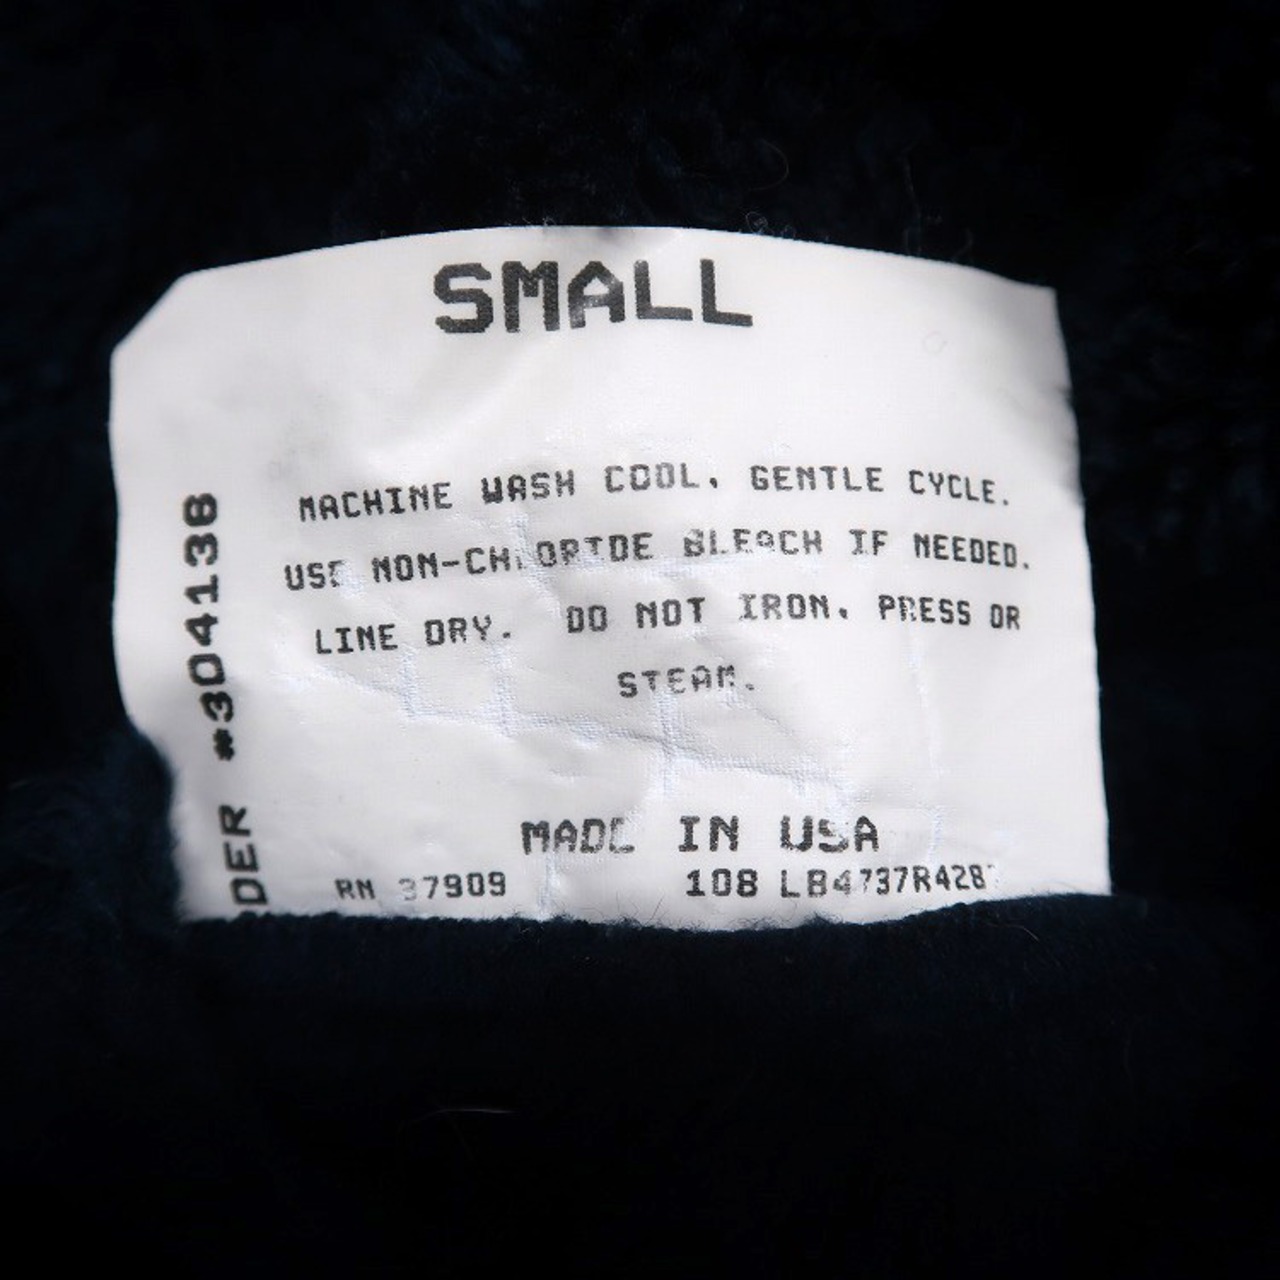 SMALL
MACHINE WASH COOL, GENTLE CYCLE.
USE NON-CHLORIDE BLEACH IF NEEDED.
LINE DRY. DO NOT IRON, PRESS OR
STEAM.
MADE IN USA
RN 37909 108
#304138